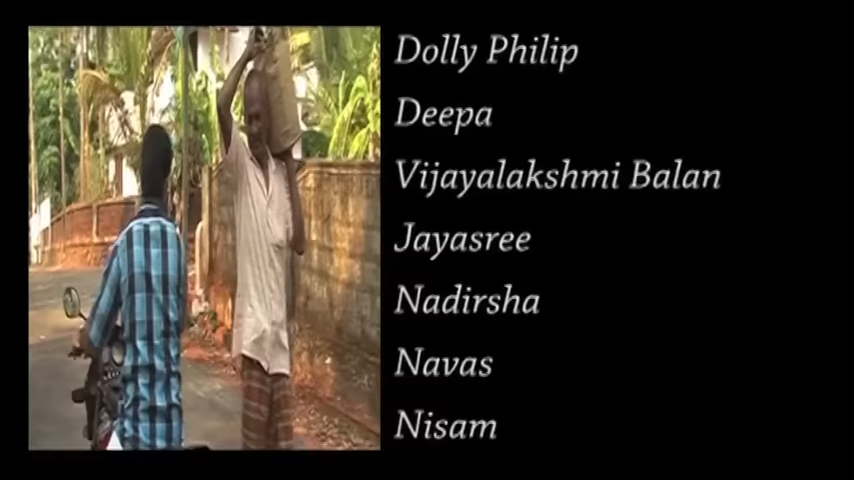 Dolly Philip
Deepa
Vijayalakshmi Balan
Jayasree
Nadirsha
Navas
Nisam